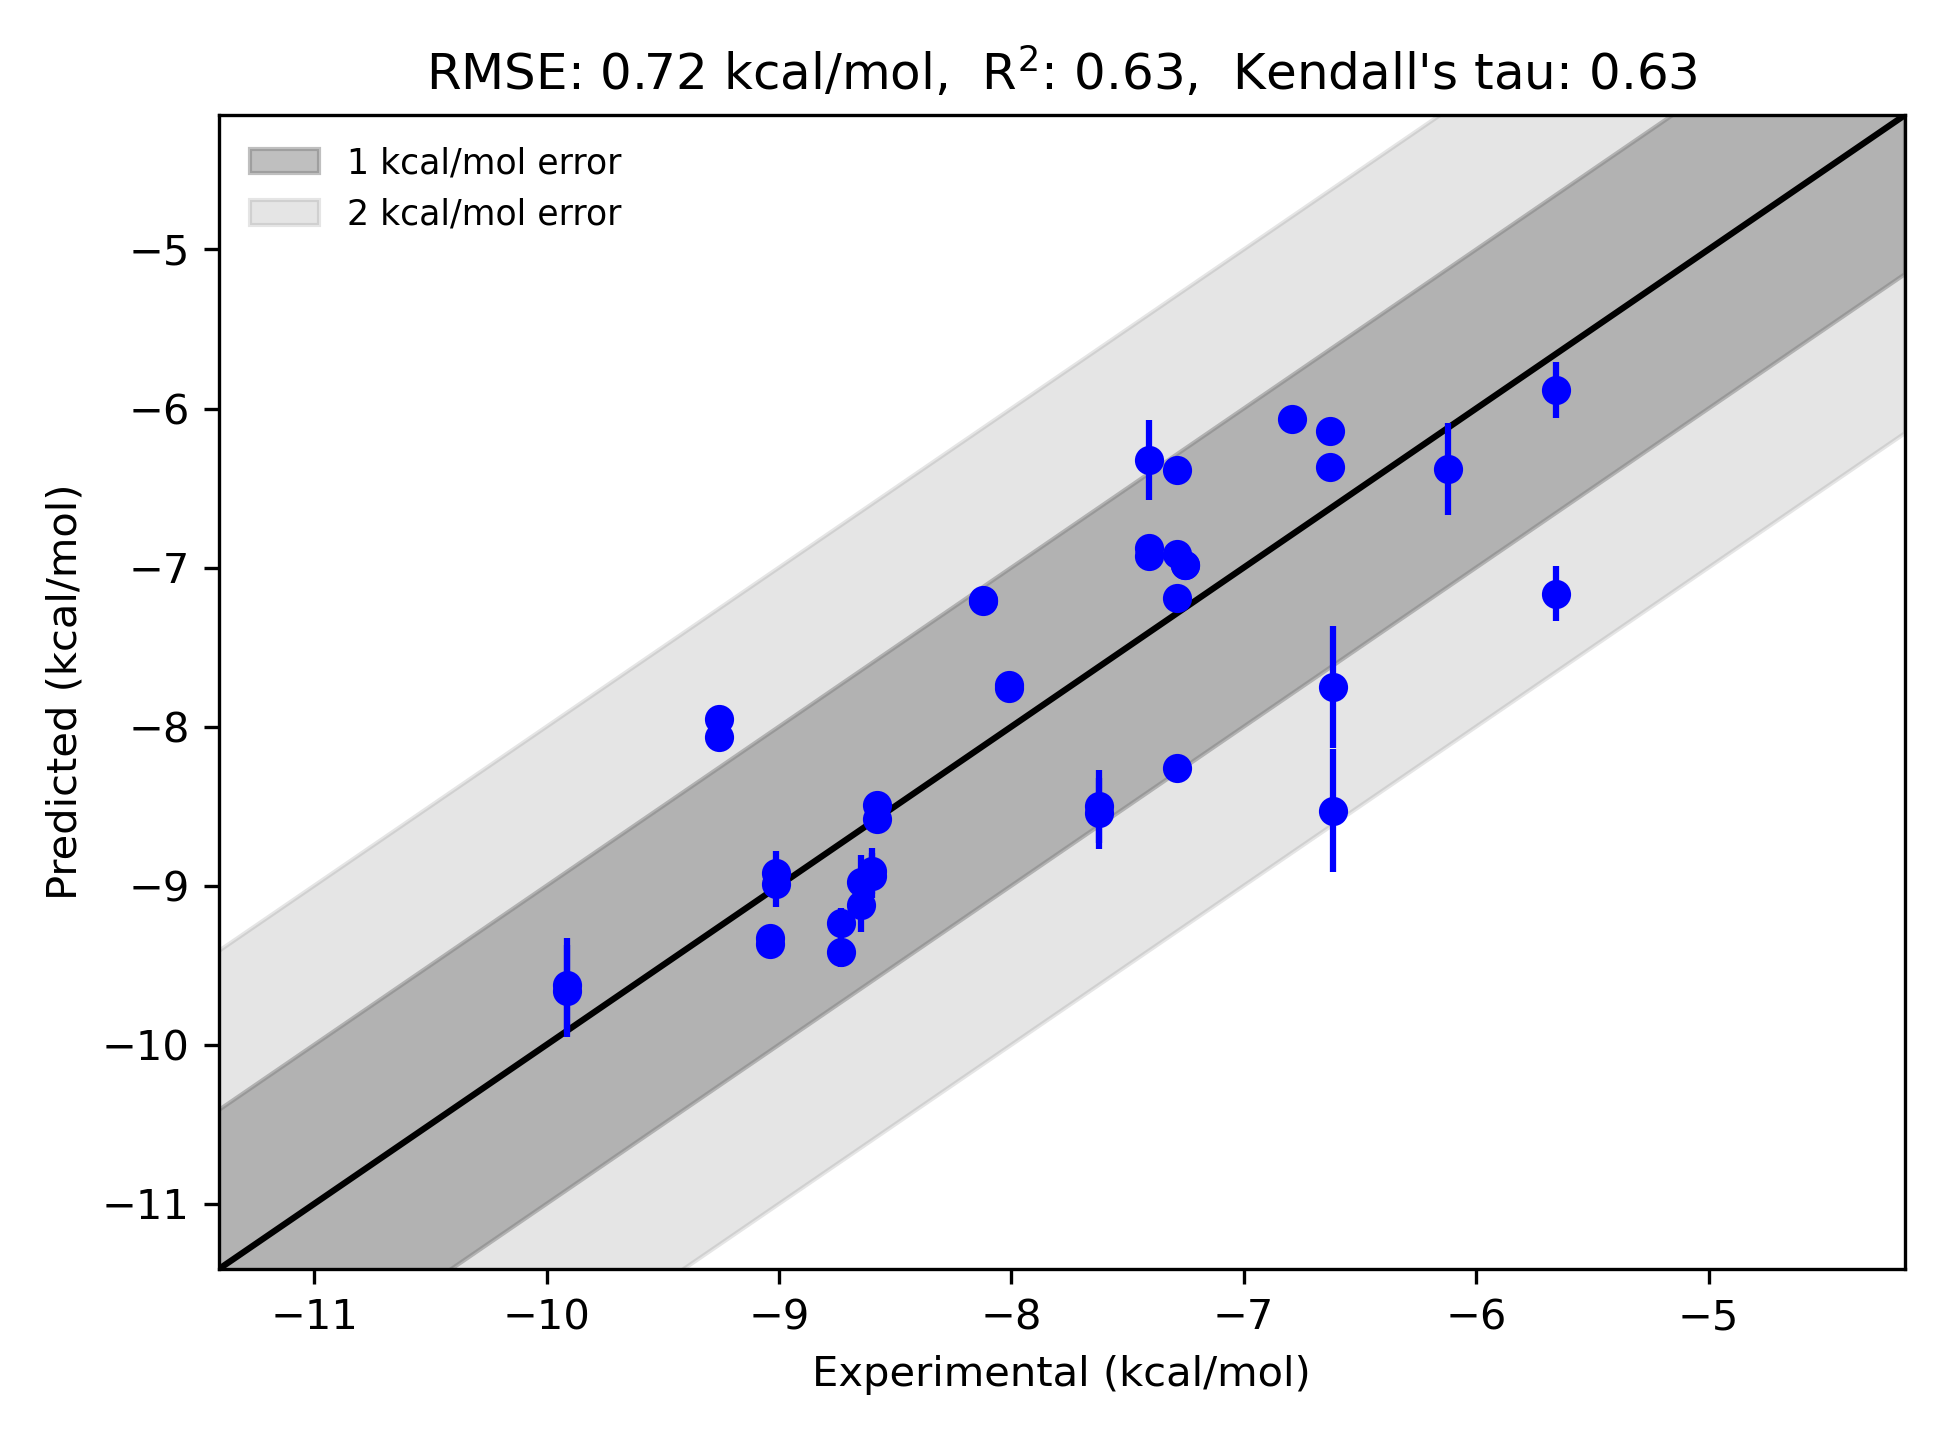 RMSE: 0.72 kcal/mol,  R²: 0.63,  Kendall's tau: 0.63
1 kcal/mol error
2 kcal/mol error
−5
−6
−7
−8
−9
−10
−11
Predicted (kcal/mol)
−11 −10 −9 −8 −7 −6 −5
Experimental (kcal/mol)